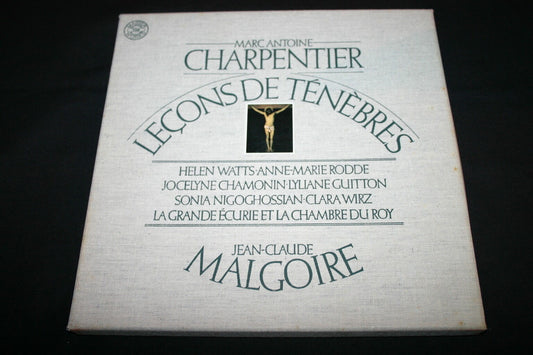 MARC ANTOINE
CHARPENTIER
LEÇONS DE TÉNÈBRES
HELEN WATTS·ANNE-MARIE RODDE
JOCELYNE CHAMONIN·LYLIANE GUITTON
SONIA NIGOGHOSSIAN·CLARA WIRZ
LA GRANDE ÉCURIE ET LA CHAMBRE DU ROY
JEAN-CLAUDE
MALGOIRE